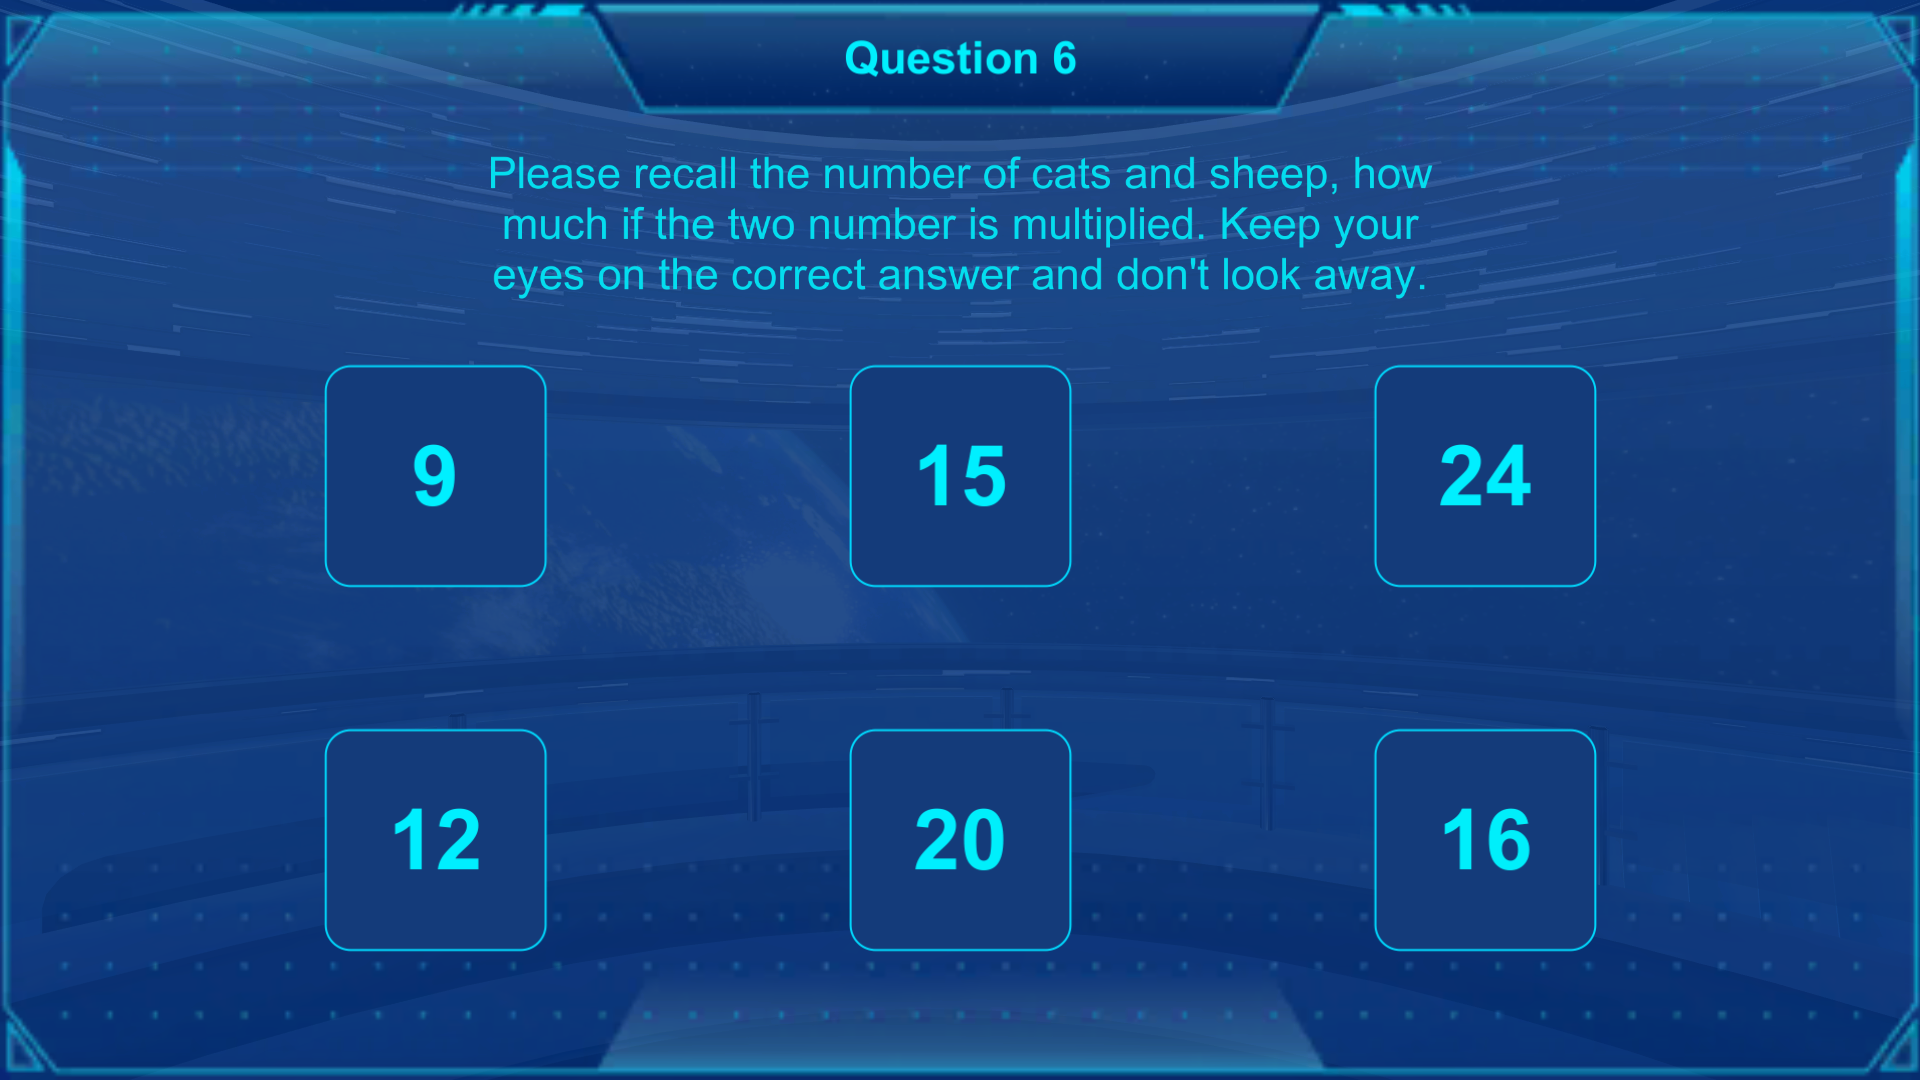 Question 6
Please recall the number of cats and sheep, how
much if the two number is multiplied. Keep your
eyes on the correct answer and don't look away.
9
15
24
12
20
16